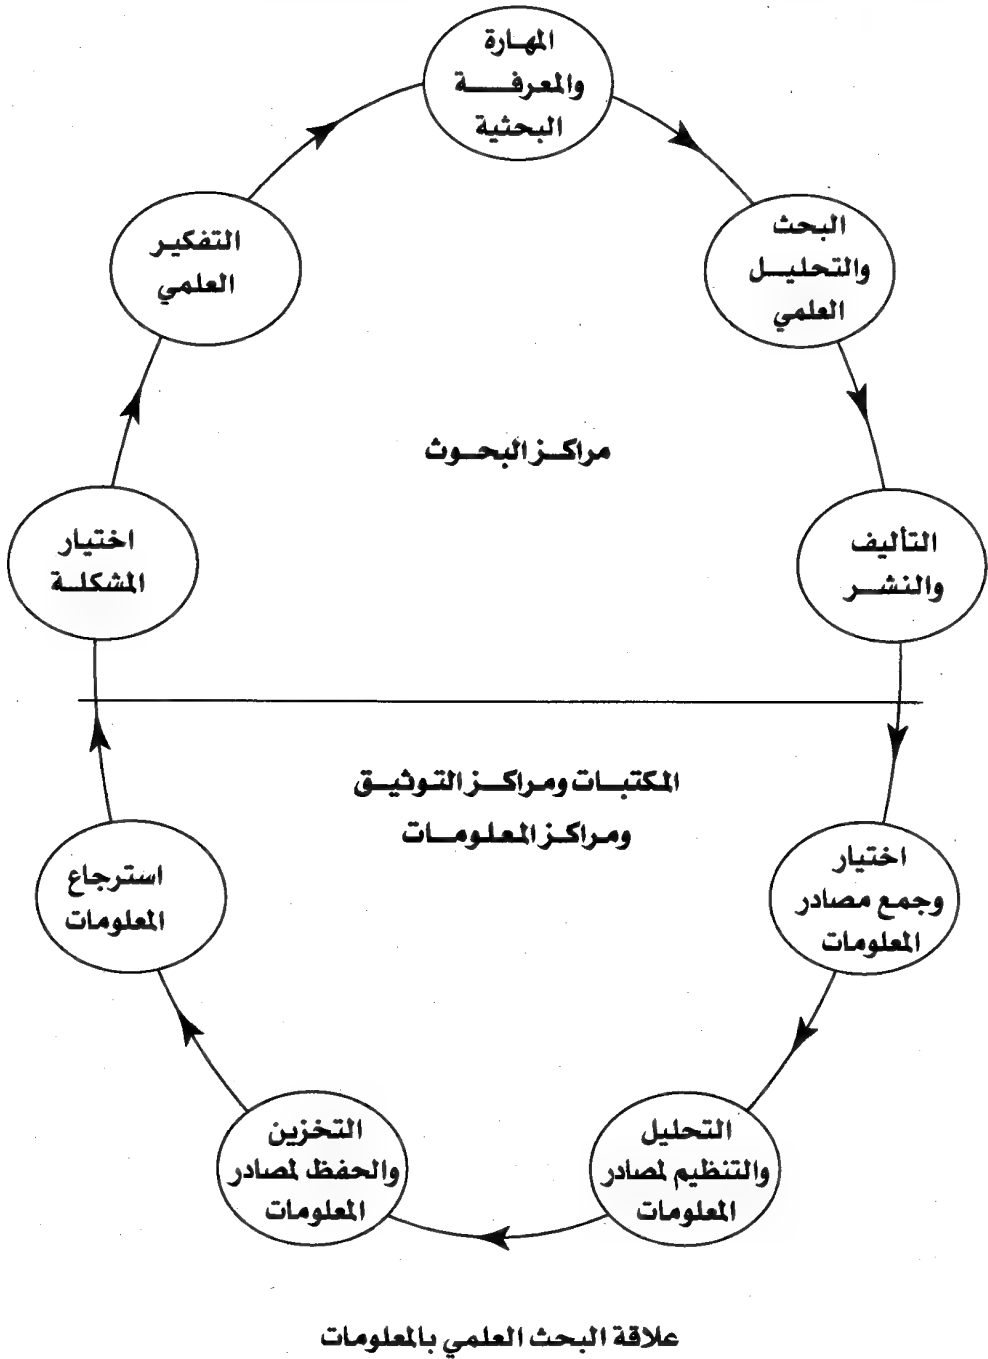 المهارة
والمعرفة
البحثية
البحث
والتحليل
العلمي
التفكير
العلمي
مراكز البحوث
اختيار
المشكلة
التأليف
والنشر
المكتبات ومراكز التوثيق
ومراكز المعلومات
اختيار
وجمع مصادر
المعلومات
استرجاع
المعلومات
التحليل
والتنظيم لمصادر
المعلومات
التخزين
والحفظ لمصادر
المعلومات
علاقة البحث العلمي بالمعلومات